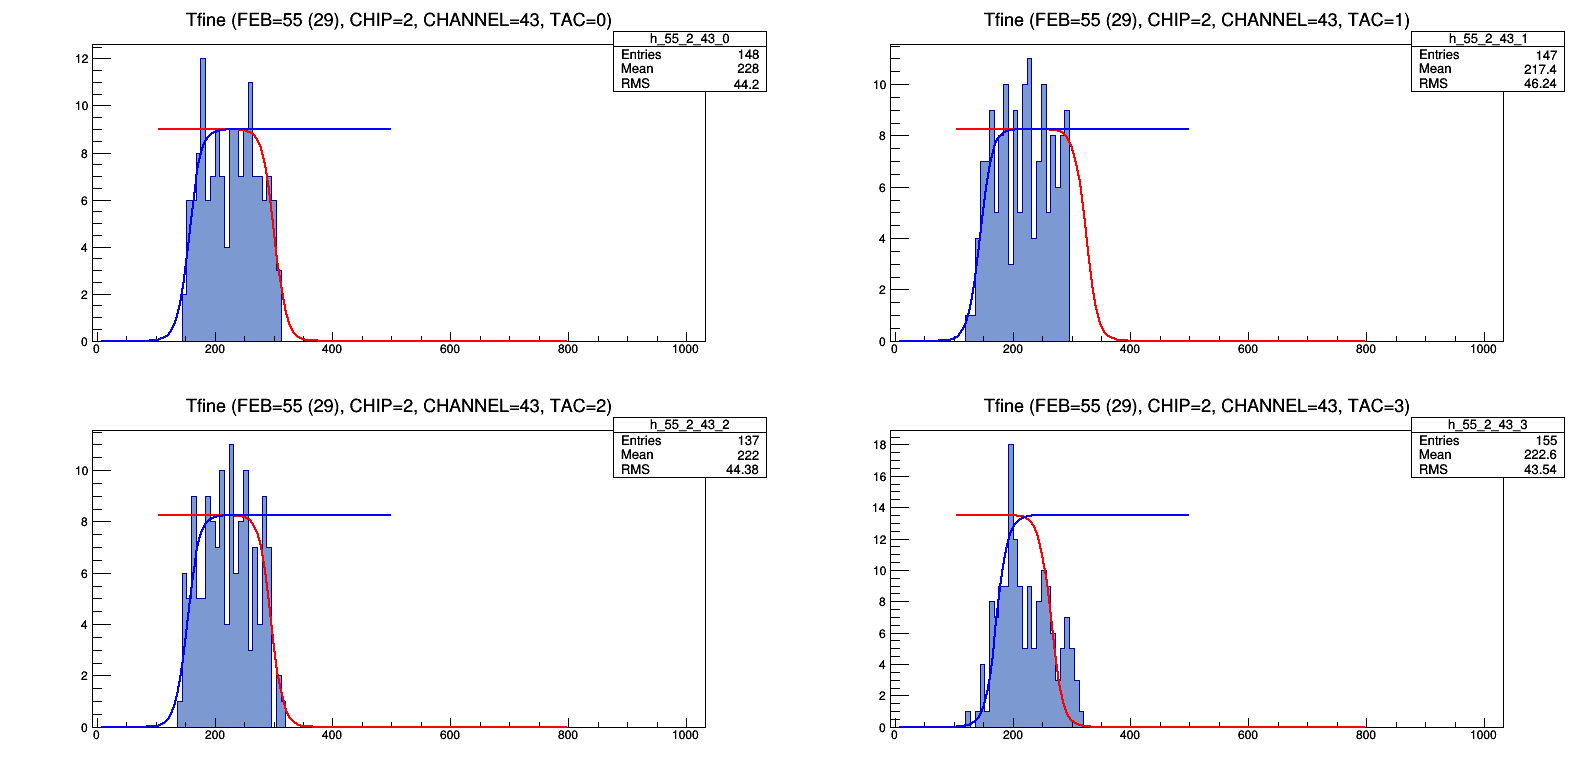 Tfine (FEB=55 (29), CHIP=2, CHANNEL=43, TAC=0)
h_55_2_43_0
Entries 148
Mean 228
RMS 44.2
12
10
8
6
4
2
0
0 200 400 600 800 1000
Tfine (FEB=55 (29), CHIP=2, CHANNEL=43, TAC=1)
h_55_2_43_1
Entries 147
Mean 217.4
RMS 46.24
10
8
6
4
2
0
0 200 400 600 800 1000
Tfine (FEB=55 (29), CHIP=2, CHANNEL=43, TAC=2)
h_55_2_43_2
Entries 137
Mean 222
RMS 44.38
10
8
6
4
2
0
0 200 400 600 800 1000
Tfine (FEB=55 (29), CHIP=2, CHANNEL=43, TAC=3)
h_55_2_43_3
Entries 155
Mean 222.6
RMS 43.54
18
16
14
12
10
8
6
4
2
0
0 200 400 600 800 1000